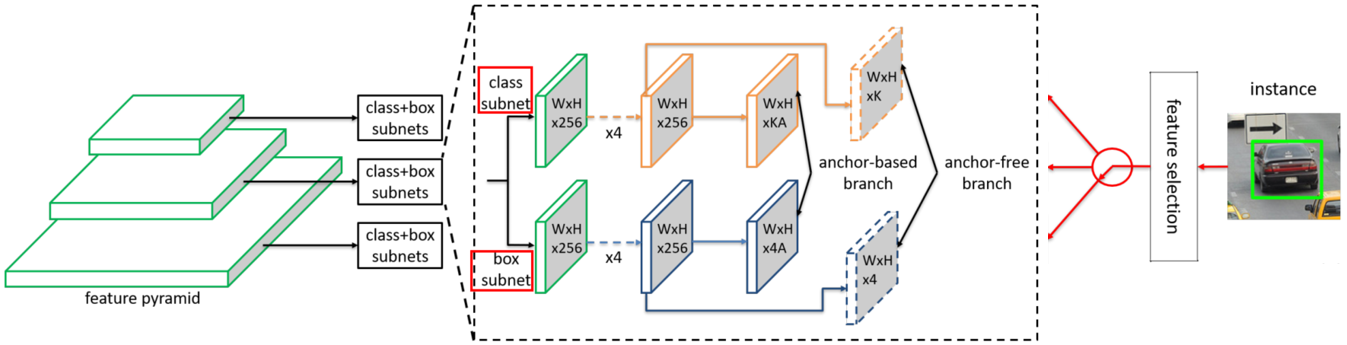 class+box
subnets
class+box
subnets
class+box
subnets
feature pyramid
class
subnet
WxH
x256
x4
WxH
x256
WxH
xKA
WxH
xK
anchor-based
branch
anchor-free
branch
box
subnet
WxH
x256
x4
WxH
x256
WxH
x4A
WxH
x4
feature selection
instance